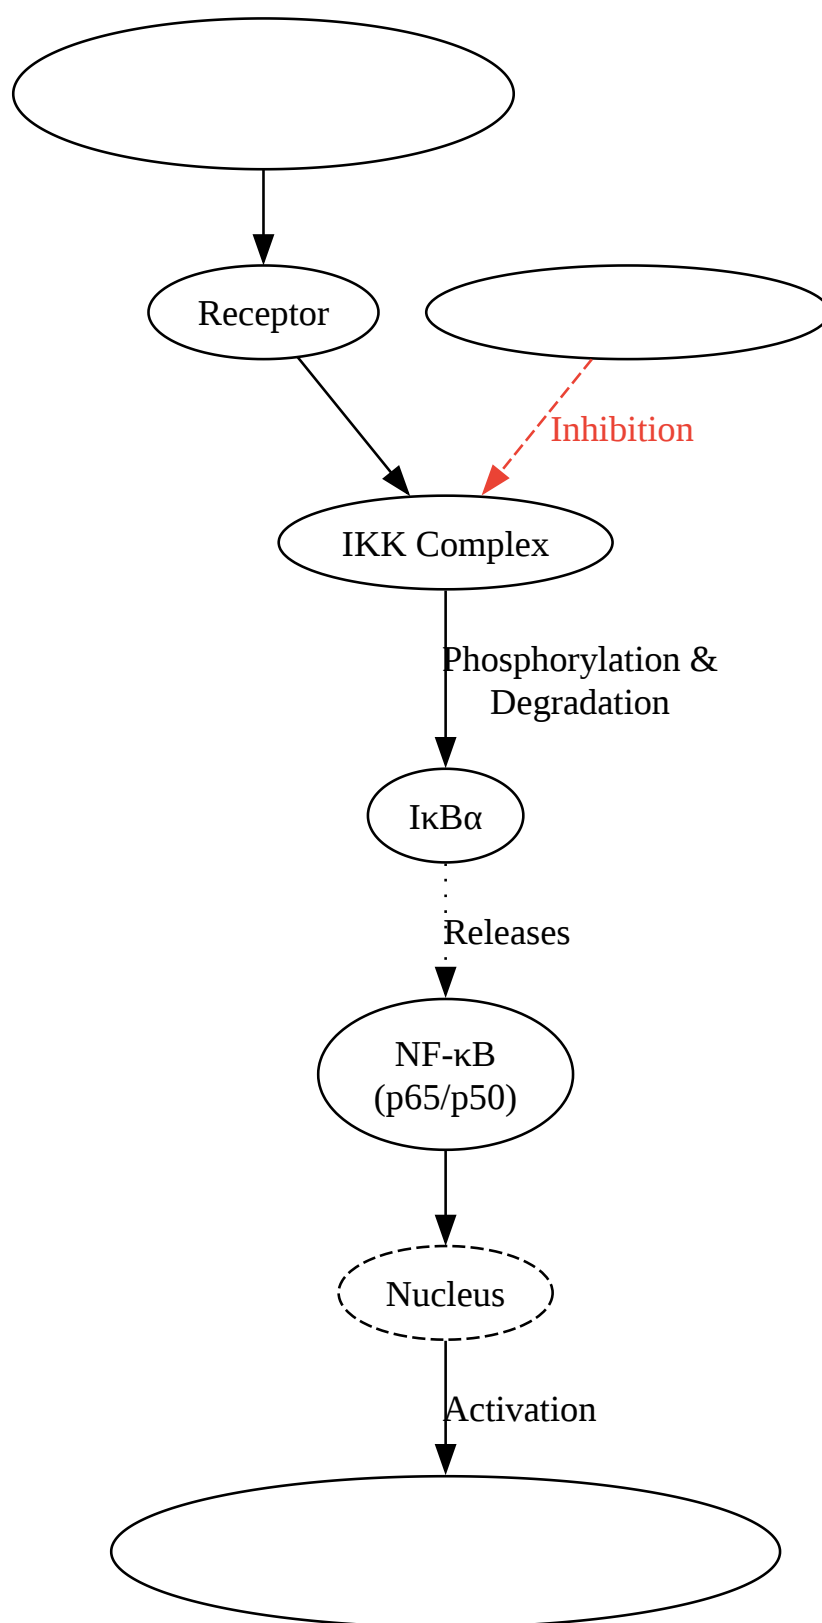 Receptor
Inhibition
IKK Complex
Phosphorylation &
Degradation
IκBα
Releases
NF-κB
(p65/p50)
Nucleus
Activation